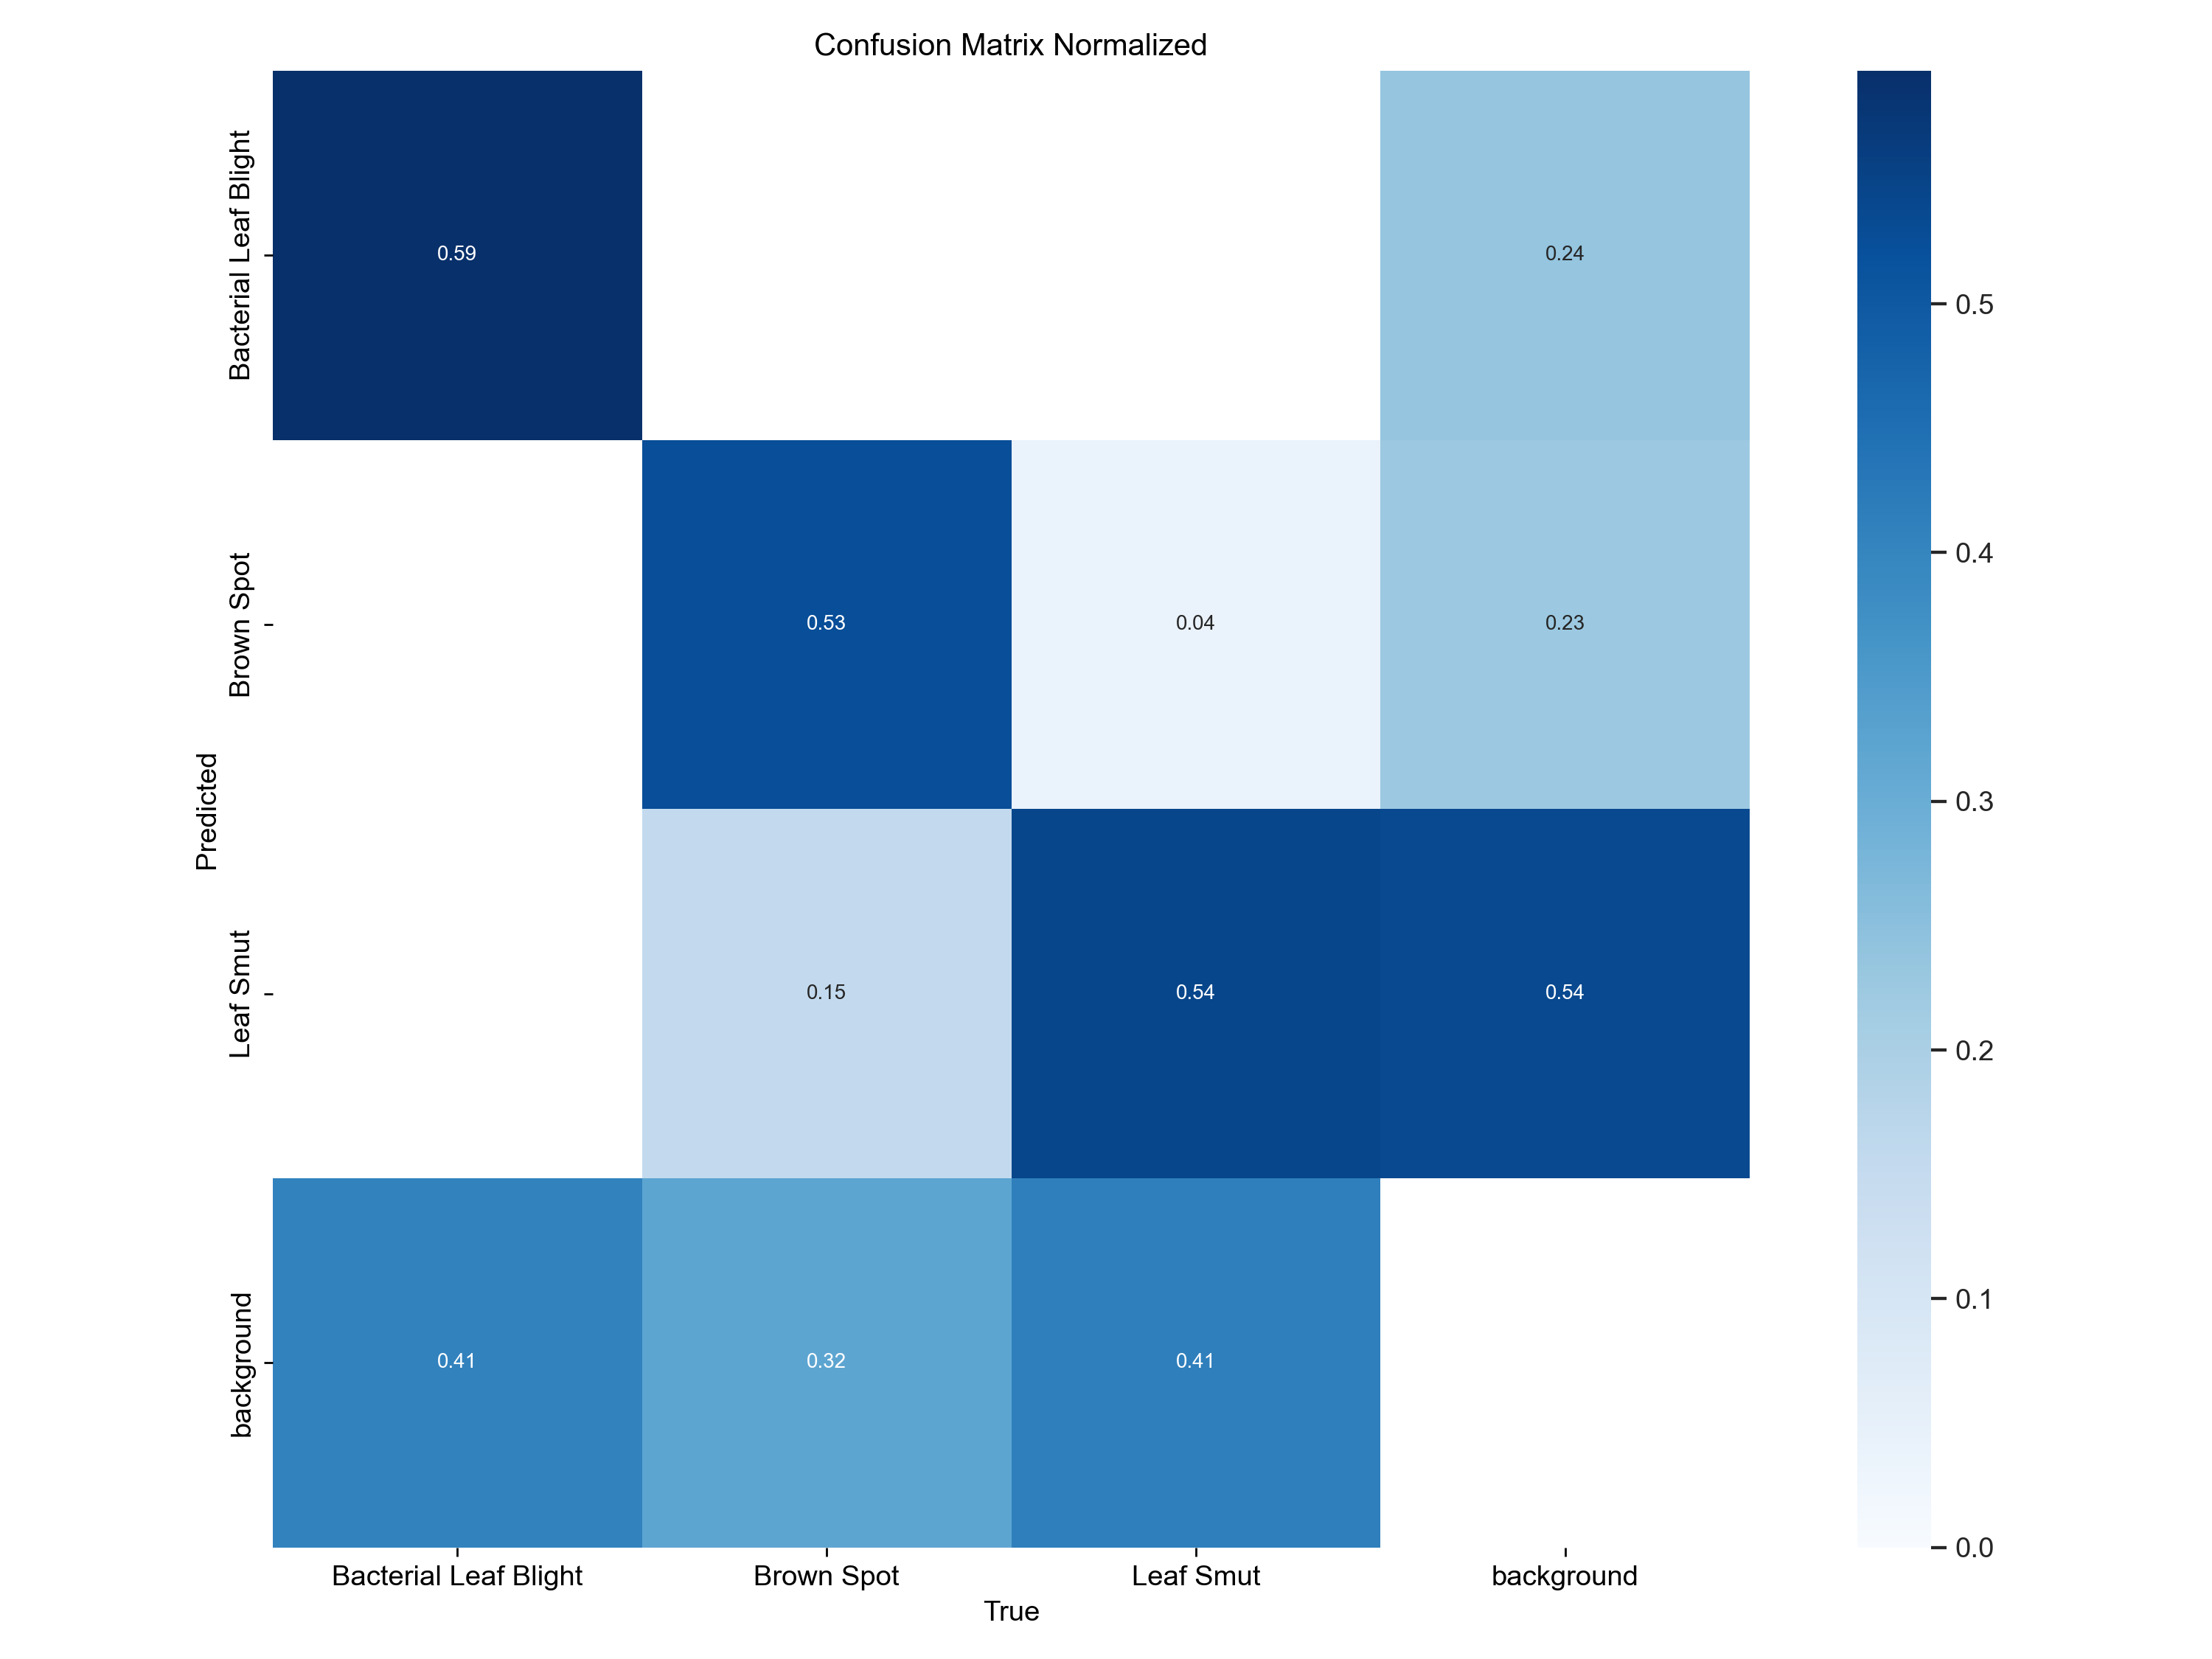 Confusion Matrix Normalized
Bacterial Leaf Blight
0.59
0.24
Brown Spot
0.53
0.04
0.23
Leaf Smut
0.15
0.54
0.54
background
0.41
0.32
0.41
Predicted
Bacterial Leaf Blight
Brown Spot
Leaf Smut
background
True
0.5
0.4
0.3
0.2
0.1
0.0